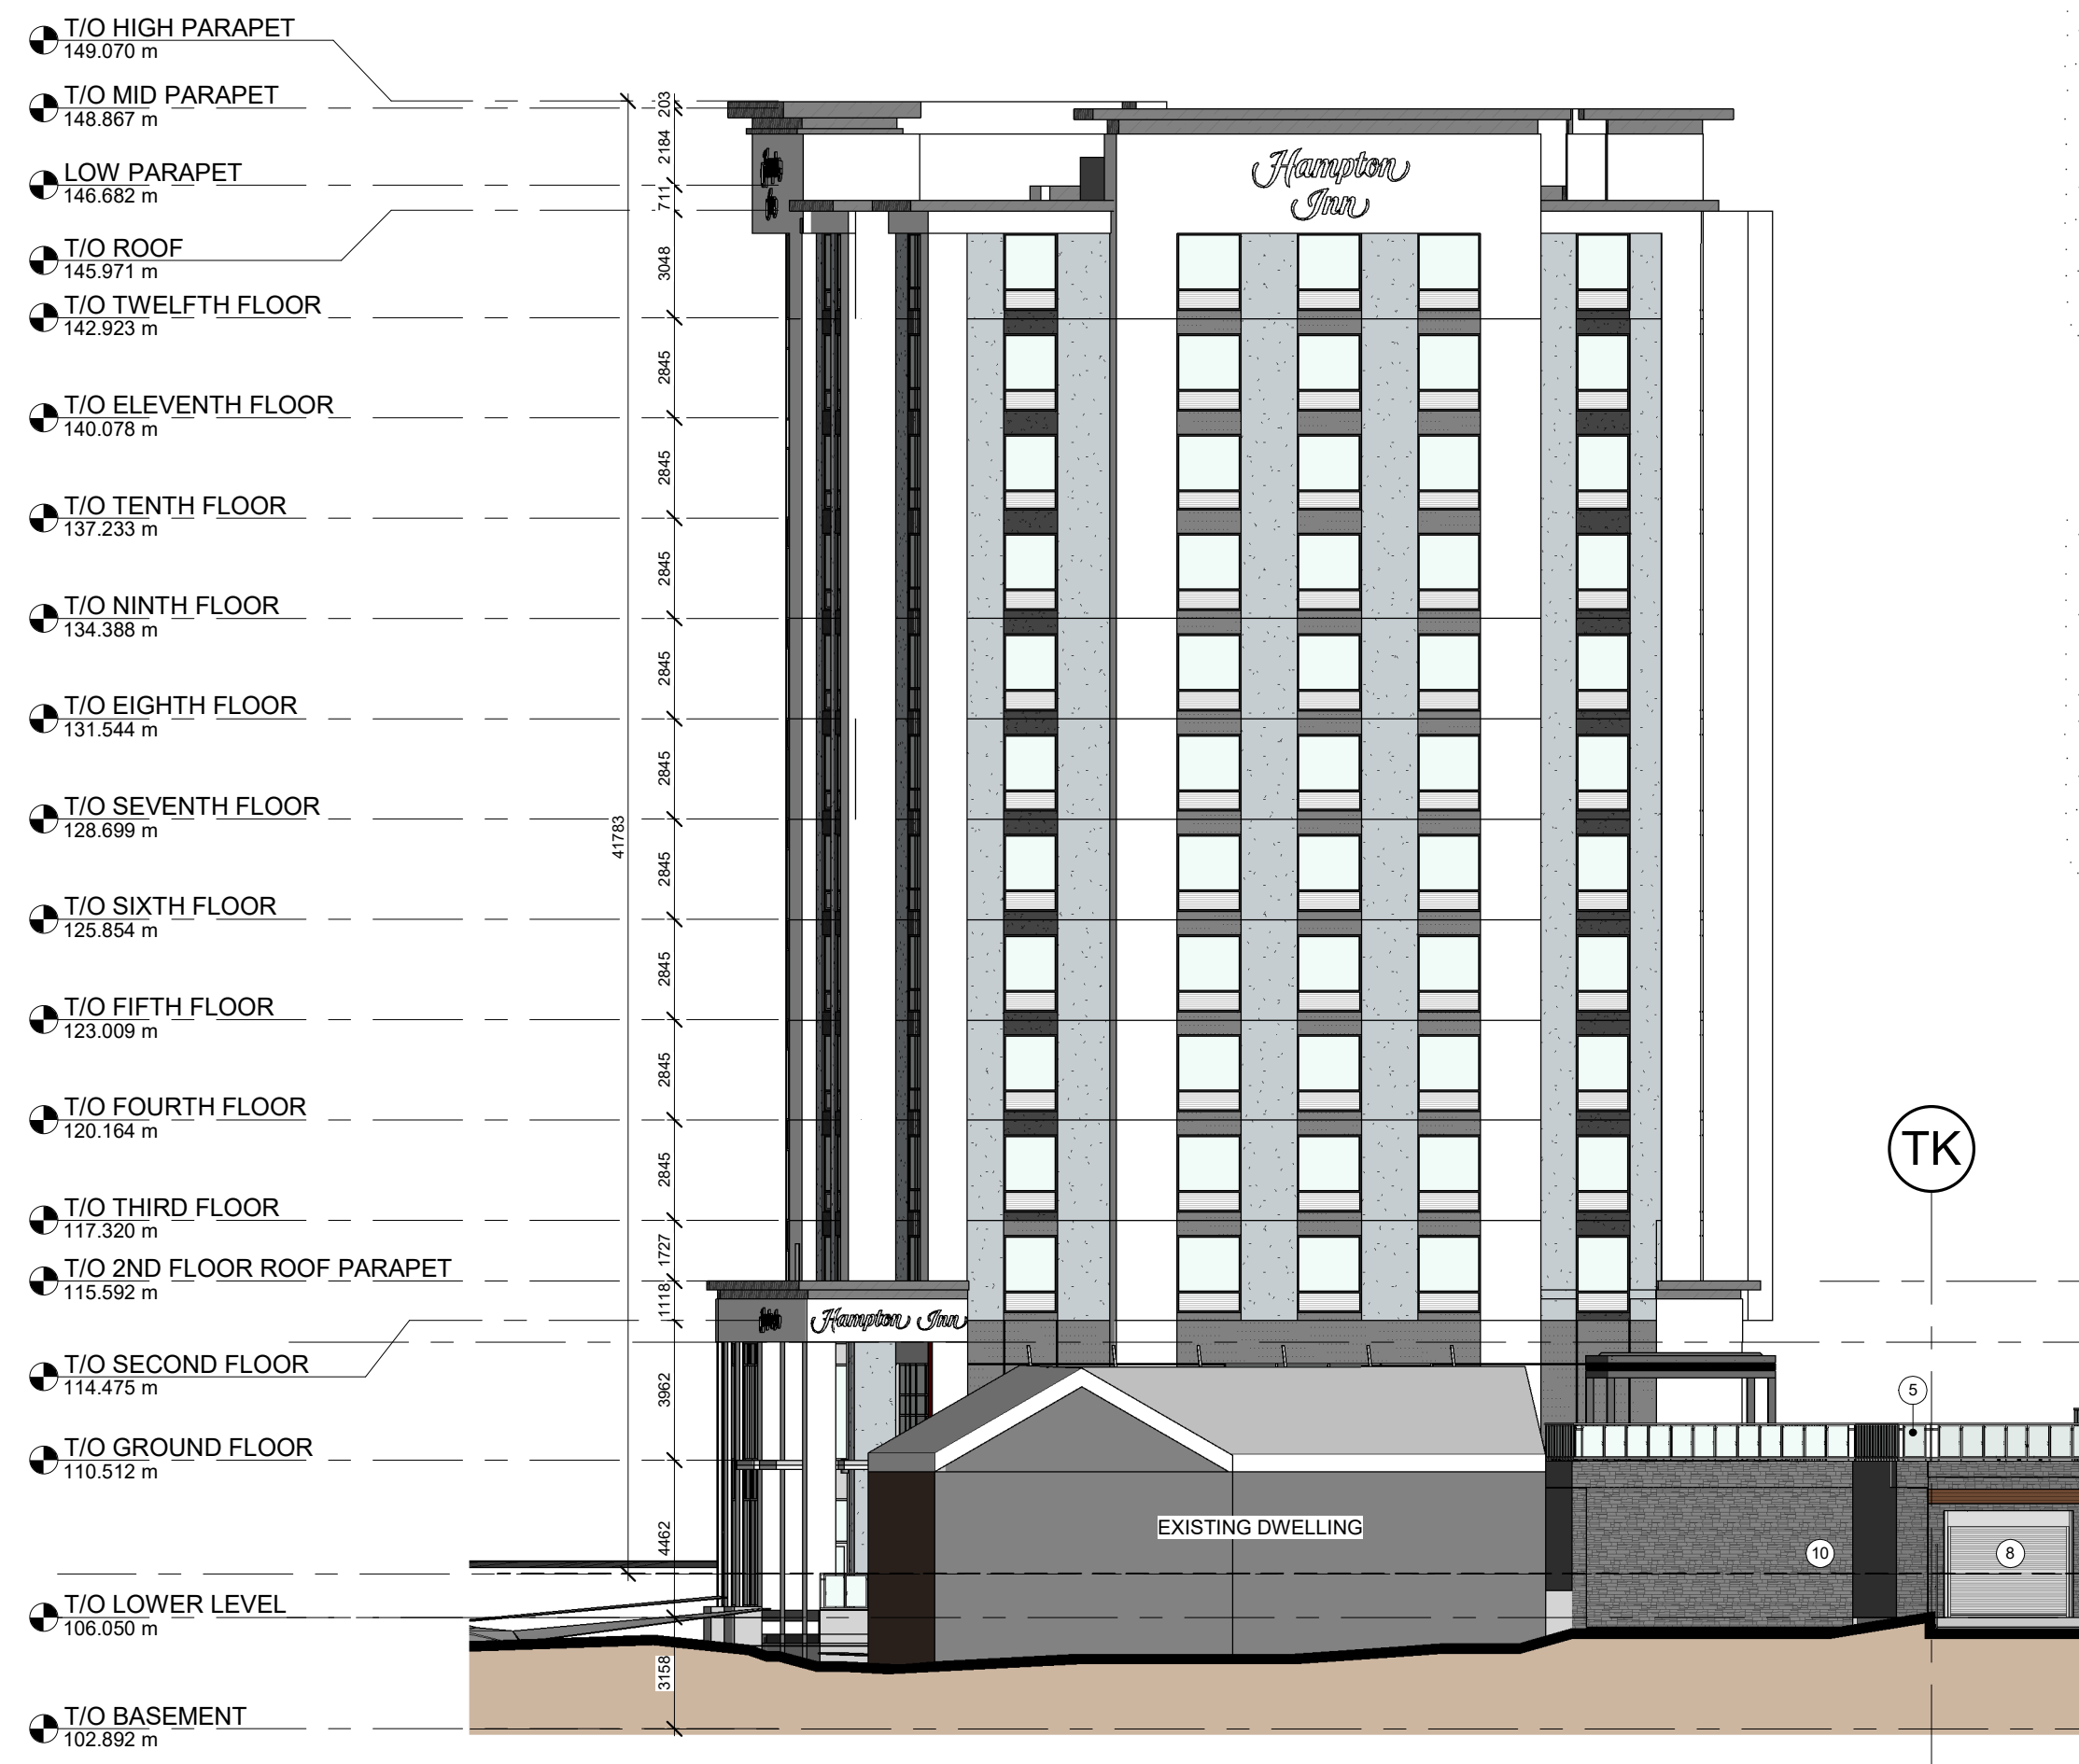 T/O HIGH PARAPET
149.070 m
T/O MID PARAPET
148.867 m
LOW PARAPET
146.682 m
T/O ROOF
145.971 m
T/O TWELFTH FLOOR
142.923 m
T/O ELEVENTH FLOOR
140.078 m
T/O TENTH FLOOR
137.233 m
T/O NINTH FLOOR
134.388 m
T/O EIGHTH FLOOR
131.544 m
T/O SEVENTH FLOOR
128.699 m
T/O SIXTH FLOOR
125.854 m
T/O FIFTH FLOOR
123.009 m
T/O FOURTH FLOOR
120.164 m
T/O THIRD FLOOR
117.320 m
T/O 2ND FLOOR ROOF PARAPET
115.592 m
T/O SECOND FLOOR
114.475 m
T/O GROUND FLOOR
110.512 m
T/O LOWER LEVEL
106.050 m
T/O BASEMENT
102.892 m
41783
203
2184
711
3048
2845
2845
2845
2845
2845
2845
2845
2845
2845
1727
1118
3962
4462
3158
Hampton
Inn
Hampton Inn
EXISTING DWELLING
TK
5
10
8